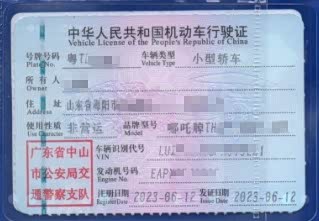 中华人民共和国机动车行驶证
Vehicle License of the People's Republic of China
号牌号码 粤T 车辆类型 小型轿车
Plate No. Vehicle Type
所有人
Owner
住址
Address
使用性质 非营运 品牌型号 哪吒牌TH
Use Character Model
广东省中山
市公安局交
通警察支队
车辆识别代号 LU
VIN
发动机号码 EAP
Engine No.
注册日期 2023-06-12 发证日期 2023-06-12
Register Date Issue Date